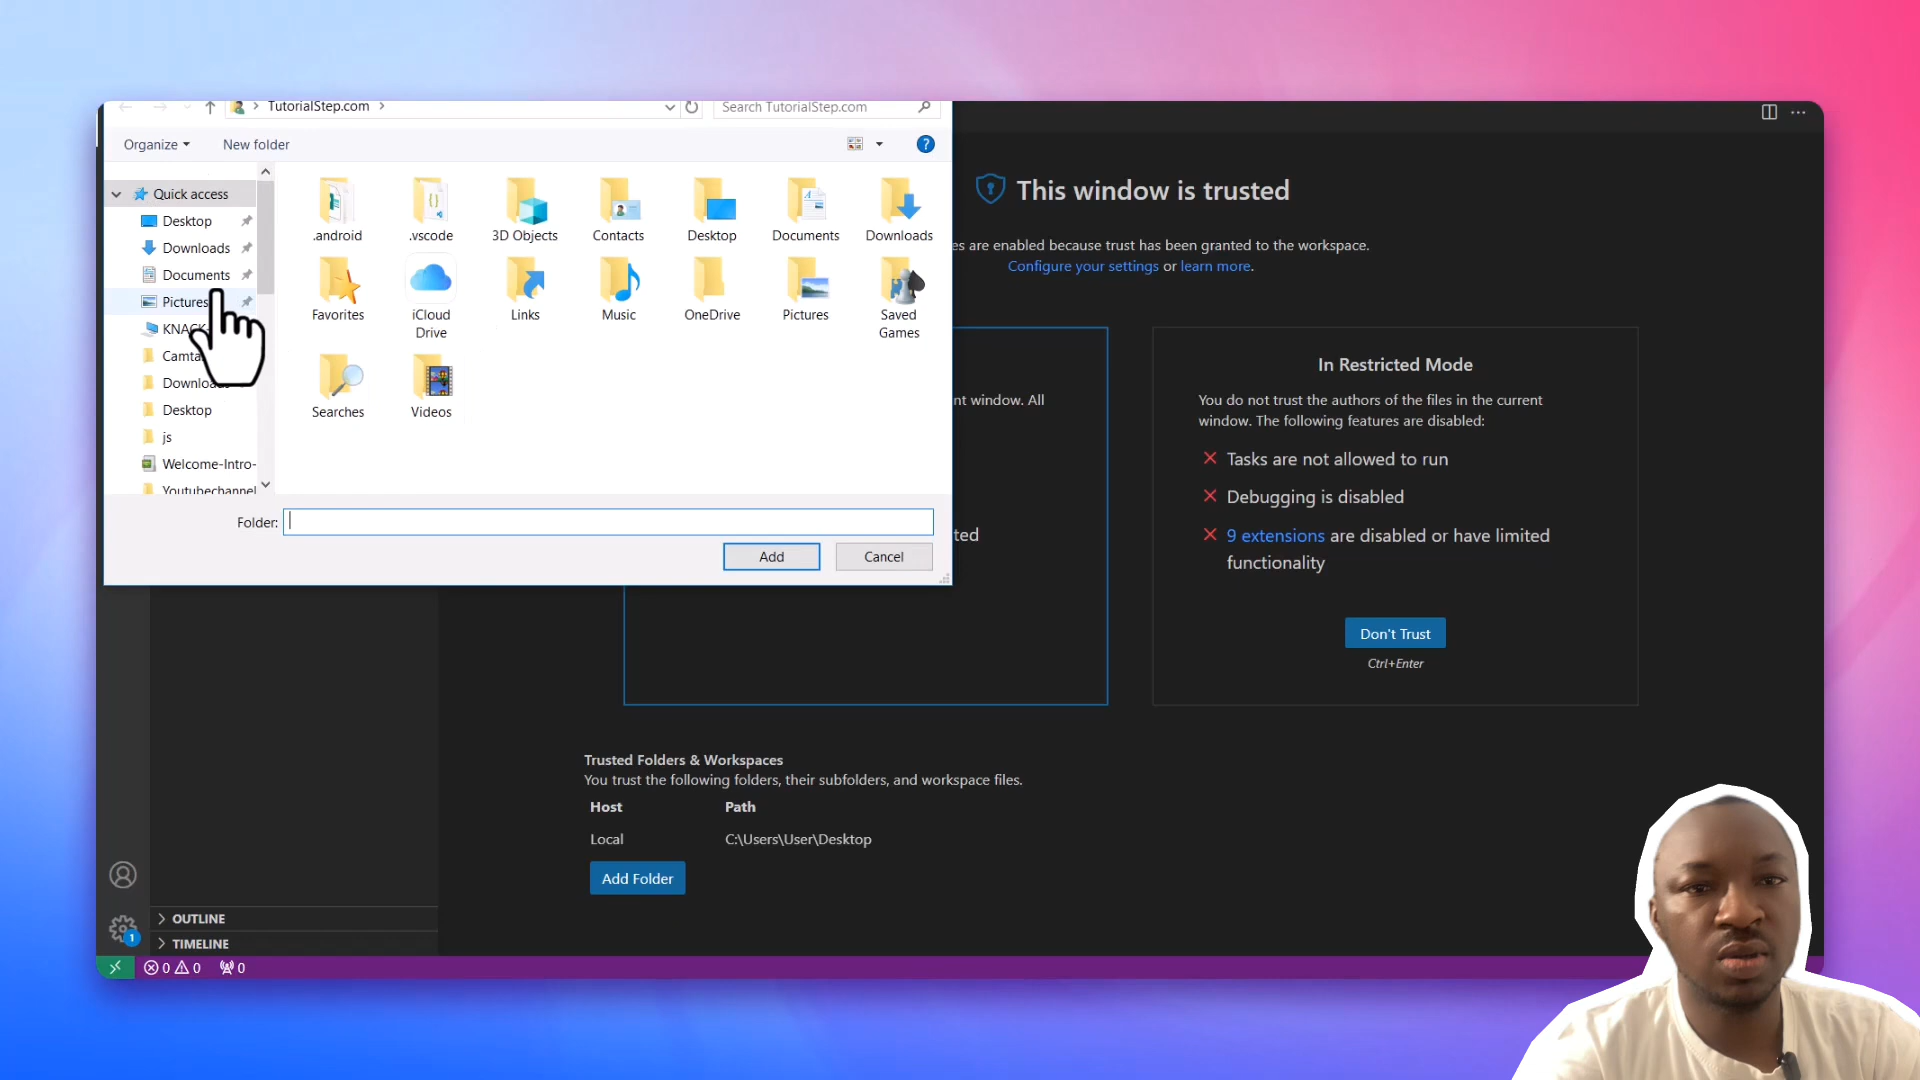 TutorialStep.com
Search TutorialStep.com
Organize
New folder
?
Quick access
Desktop
Downloads
Documents
Pictures
Desktop
js
Welcome-Intro-
Youtubechannel
.android
.vscode
3D Objects
Contacts
Desktop
Documents
Downloads
Favorites
iCloud
Drive
Links
Music
OneDrive
Pictures
Saved
Games
Searches
Videos
Folder:
Add
Cancel
This window is trusted
are enabled because trust has been granted to the workspace.
Configure your settings or learn more.
window. All
In Restricted Mode
You do not trust the authors of the files in the current
window. The following features are disabled:
Tasks are not allowed to run
Debugging is disabled
9 extensions are disabled or have limited
functionality
Don't Trust
Ctrl+Enter
Trusted Folders & Workspaces
You trust the following folders, their subfolders, and workspace files.
Host Path
Local C:\Users\User\Desktop
Add Folder
OUTLINE
TIMELINE
1
0 0 0